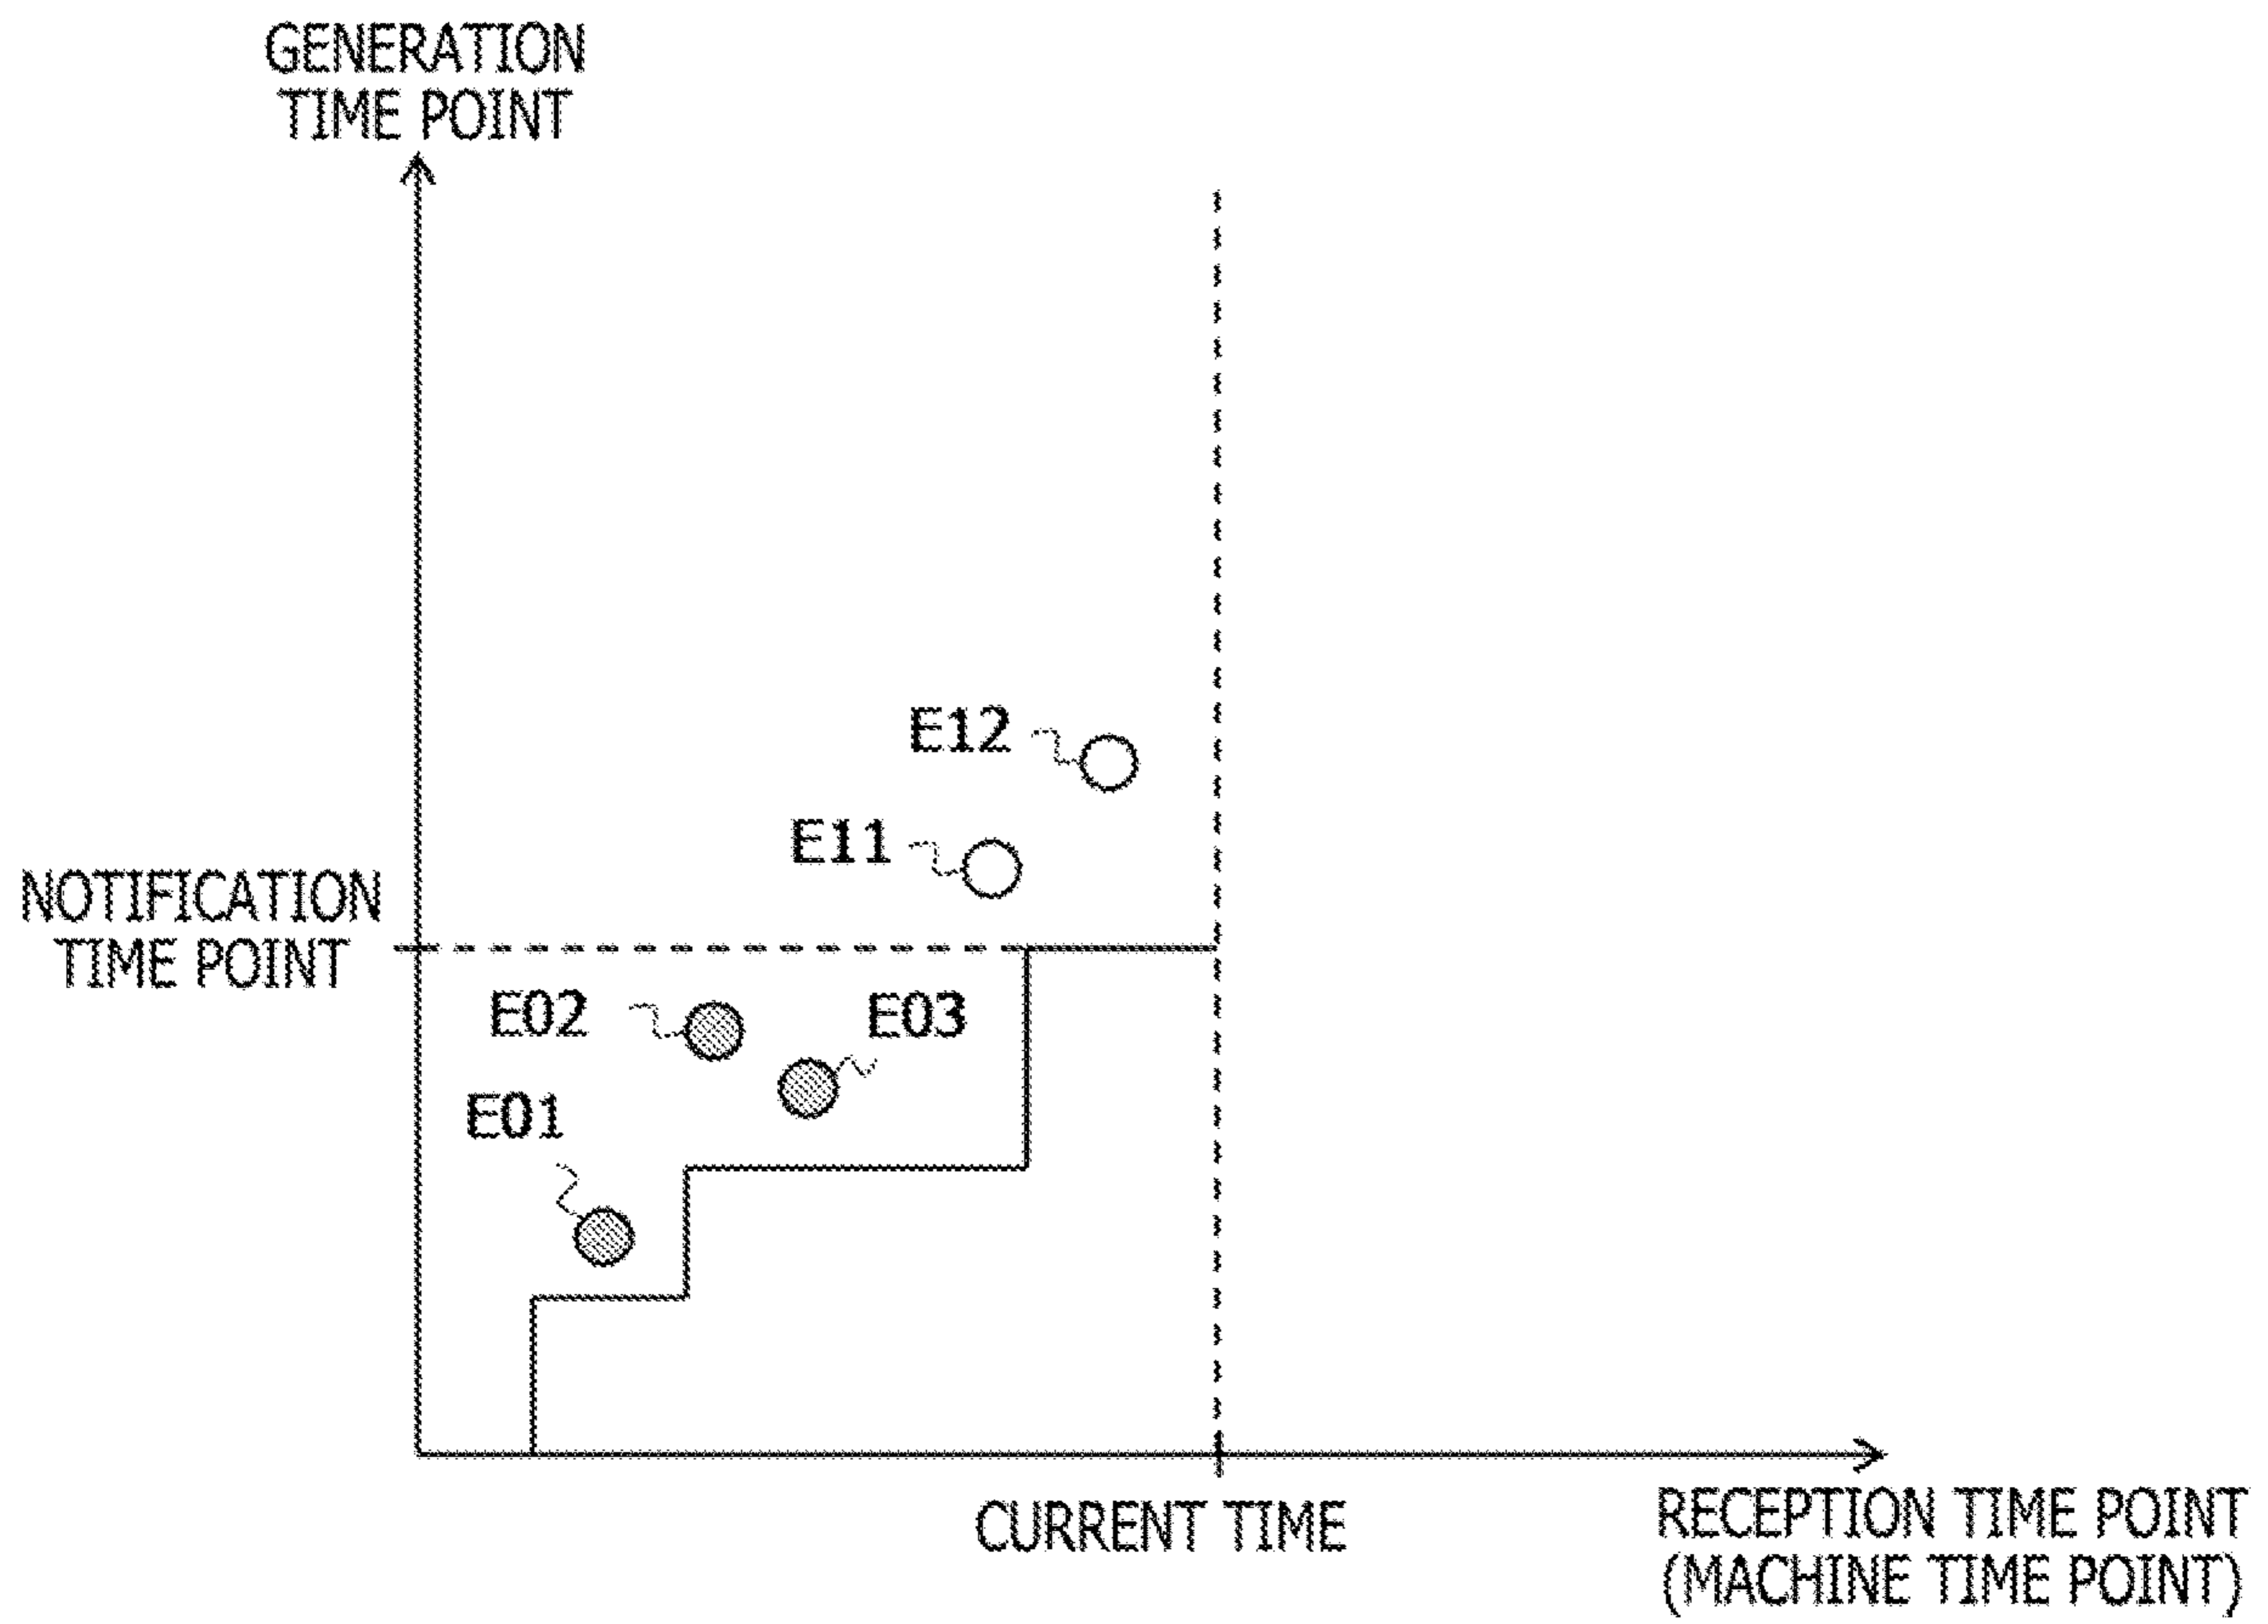 GENERATION
TIME POINT
E12
E11
NOTIFICATION
TIME POINT
E02
E03
E01
CURRENT TIME
RECEPTION TIME POINT
(MACHINE TIME POINT)